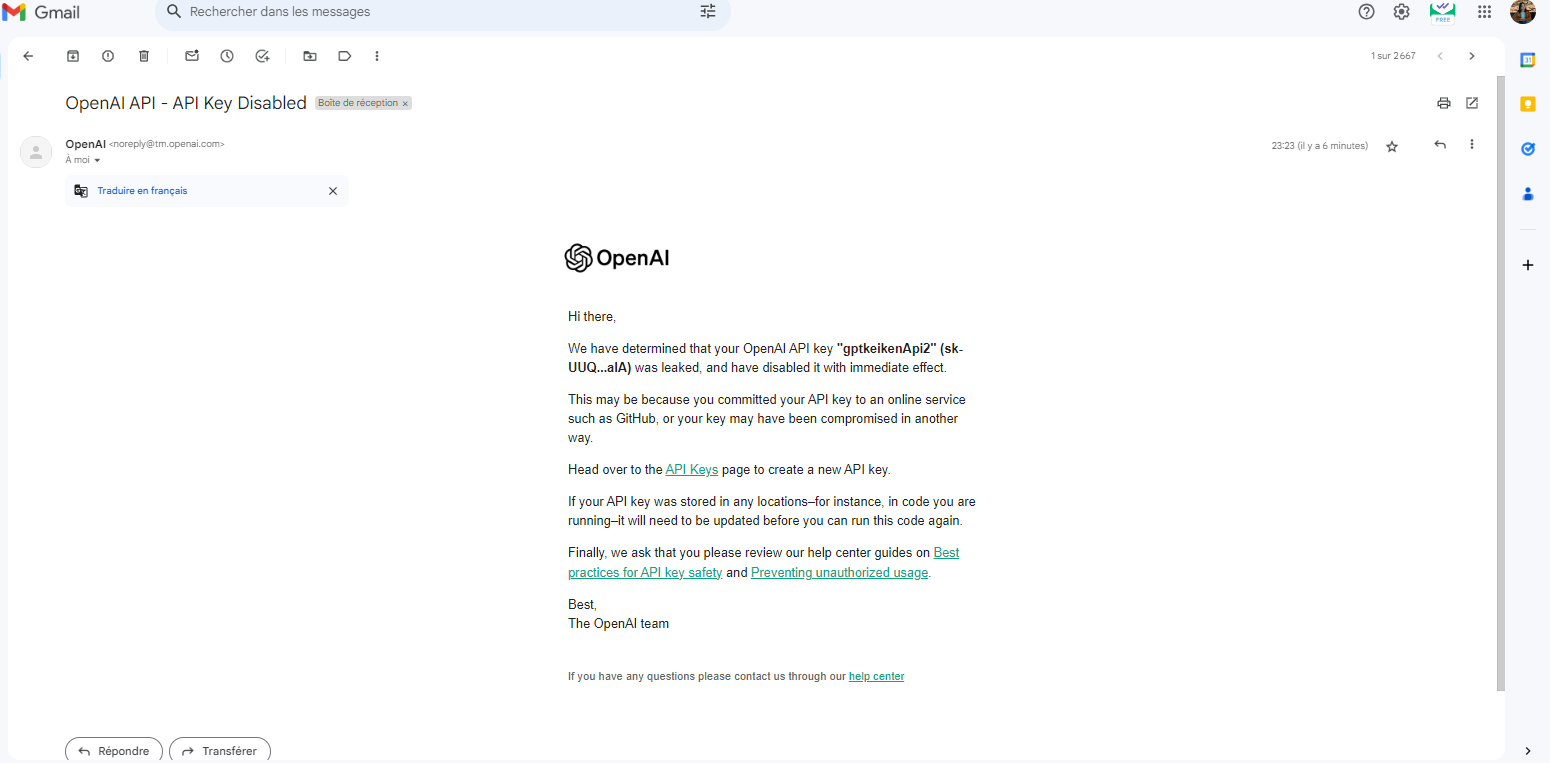 Gmail
Rechercher dans les messages
FREE
1 sur 2 667
31
OpenAI API - API Key Disabled
Boîte de réception ×
OpenAI <noreply@tm.openai.com>
23:23 (il y a 6 minutes)
À moi
Traduire en français
OpenAI
Hi there,
We have determined that your OpenAI API key "gptkeikenApi2" (sk-
UUQ...alA) was leaked, and have disabled it with immediate effect.
This may be because you committed your API key to an online service
such as GitHub, or your key may have been compromised in another
way.
Head over to the API Keys page to create a new API key.
If your API key was stored in any locations–for instance, in code you are
running–it will need to be updated before you can run this code again.
Finally, we ask that you please review our help center guides on Best
practices for API key safety and Preventing unauthorized usage.
Best,
The OpenAI team
If you have any questions please contact us through our help center
Répondre
Transférer